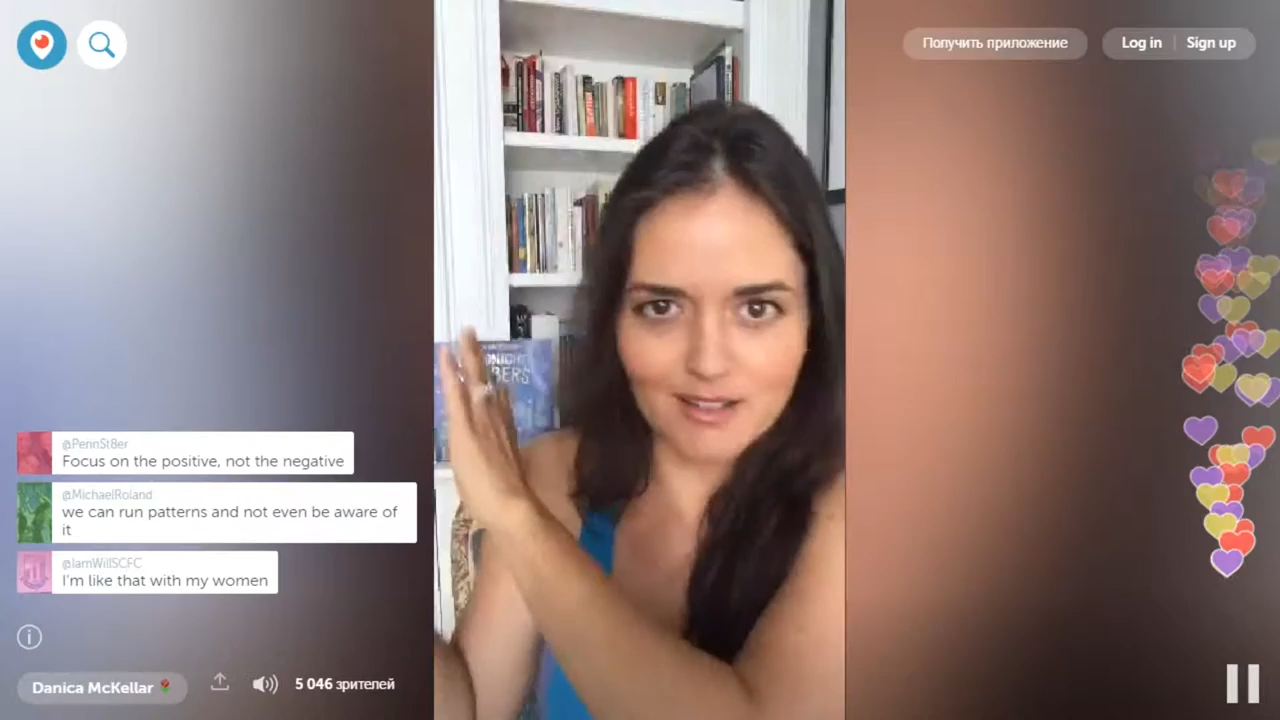 Получить приложение
Log in
Sign up
@PennSt8er
Focus on the positive, not the negative
@MichaelRoland
we can run patterns and not even be aware of
it
@IamWillSCFC
I'm like that with my women
Danica McKellar
5 046 зрителей